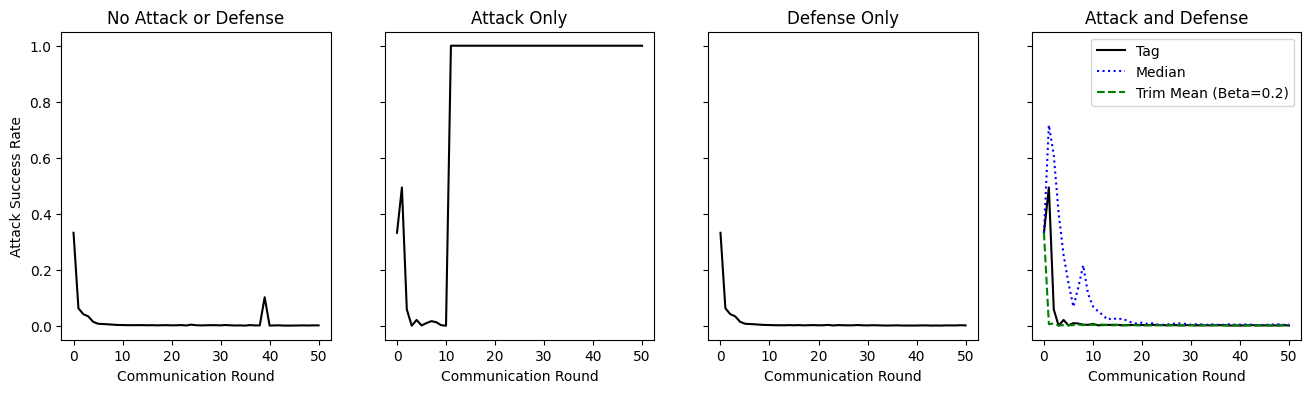 No Attack or Defense
Attack Only
Defense Only
Attack and Defense
Attack Success Rate
1.0
0.8
0.6
0.4
0.2
0.0
Tag
Median
Trim Mean (Beta=0.2)
0 10 20 30 40 50
0 10 20 30 40 50
0 10 20 30 40 50
0 10 20 30 40 50
Communication Round
Communication Round
Communication Round
Communication Round